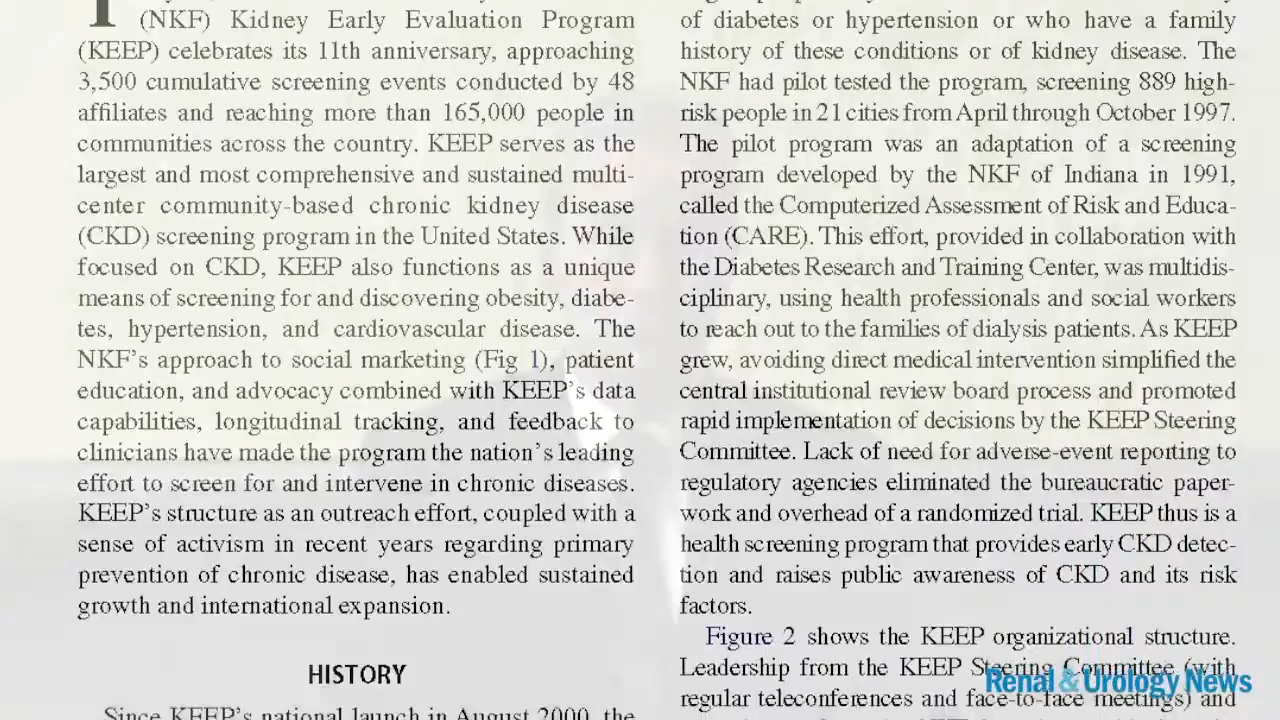 (NKF) Kidney Early Evaluation Program
(KEEP) celebrates its 11th anniversary, approaching
3,500 cumulative screening events conducted by 48
affiliates and reaching more than 165,000 people in
communities across the country. KEEP serves as the
largest and most comprehensive and sustained multi-
center community-based chronic kidney disease
(CKD) screening program in the United States. While
focused on CKD, KEEP also functions as a unique
means of screening for and discovering obesity, diabe-
tes, hypertension, and cardiovascular disease. The
NKF's approach to social marketing (Fig 1), patient
education, and advocacy combined with KEEP's data
capabilities, longitudinal tracking, and feedback to
clinicians have made the program the nation's leading
effort to screen for and intervene in chronic diseases.
KEEP's structure as an outreach effort, coupled with a
sense of activism in recent years regarding primary
prevention of chronic disease, has enabled sustained
growth and international expansion.
HISTORY
Since KEEP's national launch in August 2000, the
of diabetes or hypertension or who have a family
history of these conditions or of kidney disease. The
NKF had pilot tested the program, screening 889 high-
risk people in 21 cities from April through October 1997.
The pilot program was an adaptation of a screening
program developed by the NKF of Indiana in 1991,
called the Computerized Assessment of Risk and Educa-
tion (CARE). This effort, provided in collaboration with
the Diabetes Research and Training Center, was multidis-
ciplinary, using health professionals and social workers
to reach out to the families of dialysis patients. As KEEP
grew, avoiding direct medical intervention simplified the
central institutional review board process and promoted
rapid implementation of decisions by the KEEP Steering
Committee. Lack of need for adverse-event reporting to
regulatory agencies eliminated the bureaucratic paper-
work and overhead of a randomized trial. KEEP thus is a
health screening program that provides early CKD detec-
tion and raises public awareness of CKD and its risk
factors.
Figure 2 shows the KEEP organizational structure.
Leadership from the KEEP Steering Committee (with
regular teleconferences and face-to-face meetings) and
Renal & Urology News